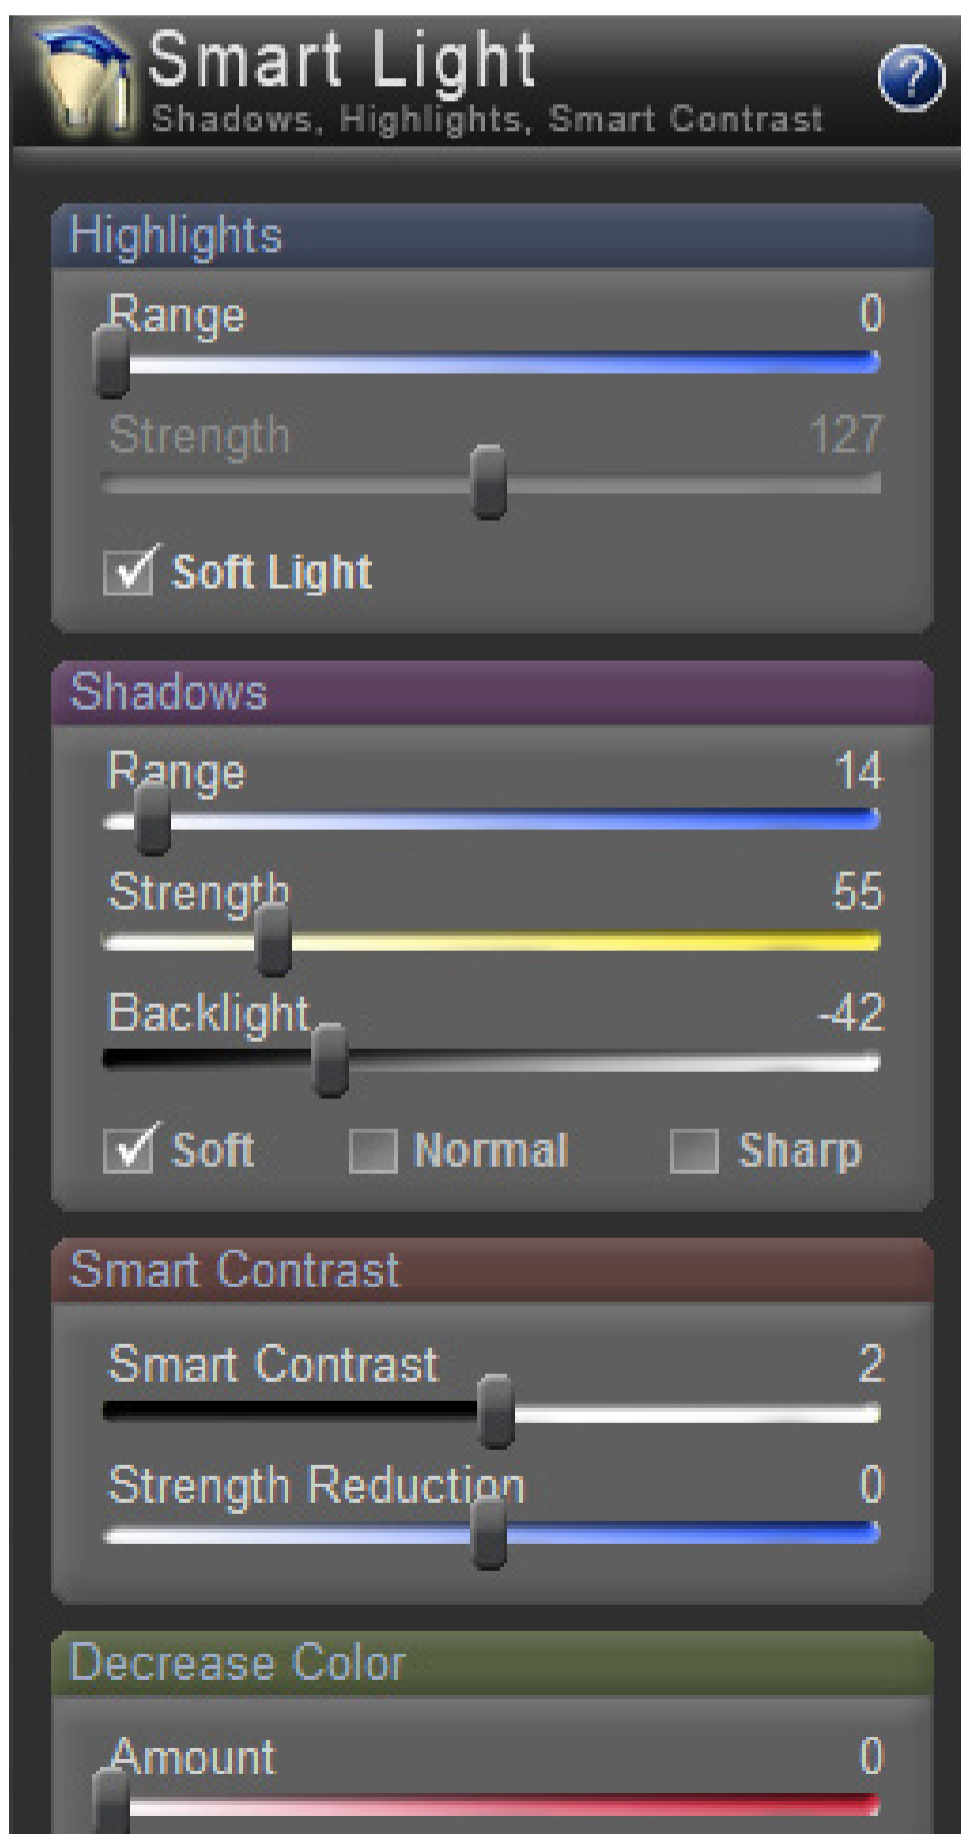 Smart Light
?
Shadows, Highlights, Smart Contrast
Highlights
Range 0
Strength 127
Soft Light
Shadows
Range 14
Strength 55
Backlight -42
Soft Normal Sharp
Smart Contrast
Smart Contrast 2
Strength Reduction 0
Decrease Color
Amount 0